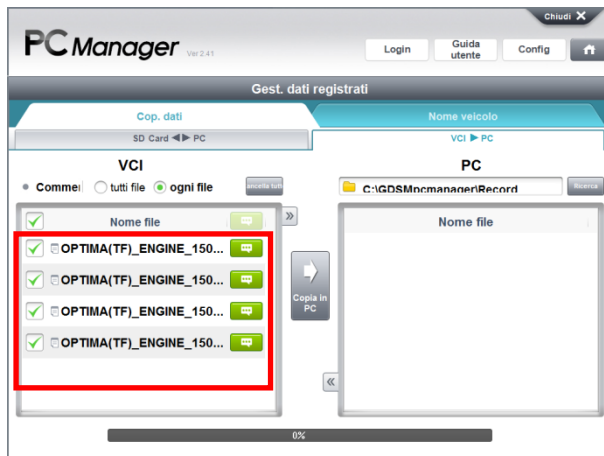 Chiudi X
PC Manager Ver 2.41
Login
Guida utente
Config
Gest. dati registrati
Cop. dati
Nome veicolo
SD Card ◀▶ PC
VCI ▶ PC
VCI
PC
Commei
tutti file
ogni file
ancella tutti
C:\GDSMpcmanager\Record
Ricerca
Nome file
Nome file
OPTIMA(TF)_ENGINE_150...
OPTIMA(TF)_ENGINE_150...
OPTIMA(TF)_ENGINE_150...
OPTIMA(TF)_ENGINE_150...
Copia in
PC
0%